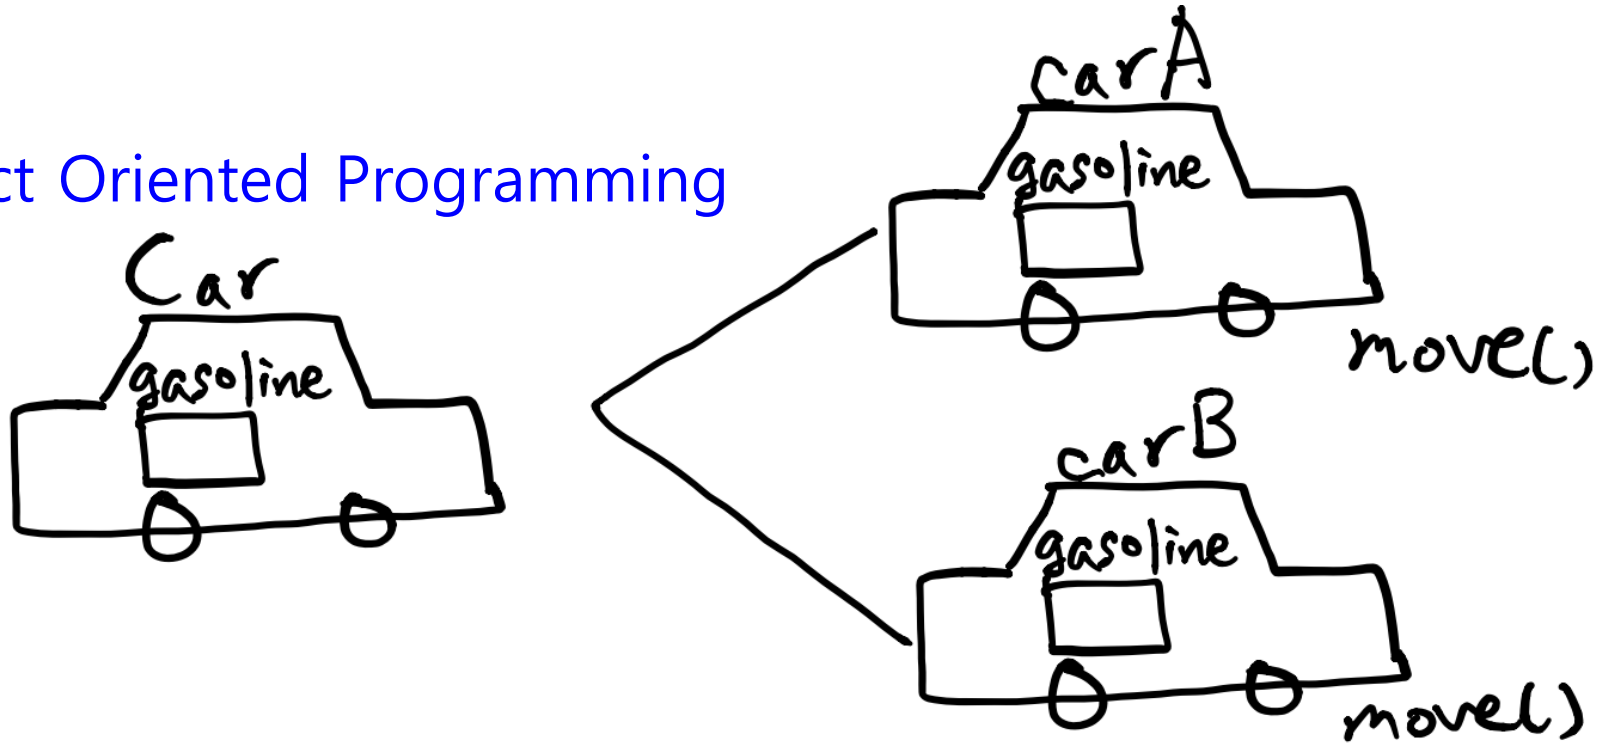 ct Oriented Programming
Car
gasoline
carA
gasoline
move()
carB
gasoline
move()